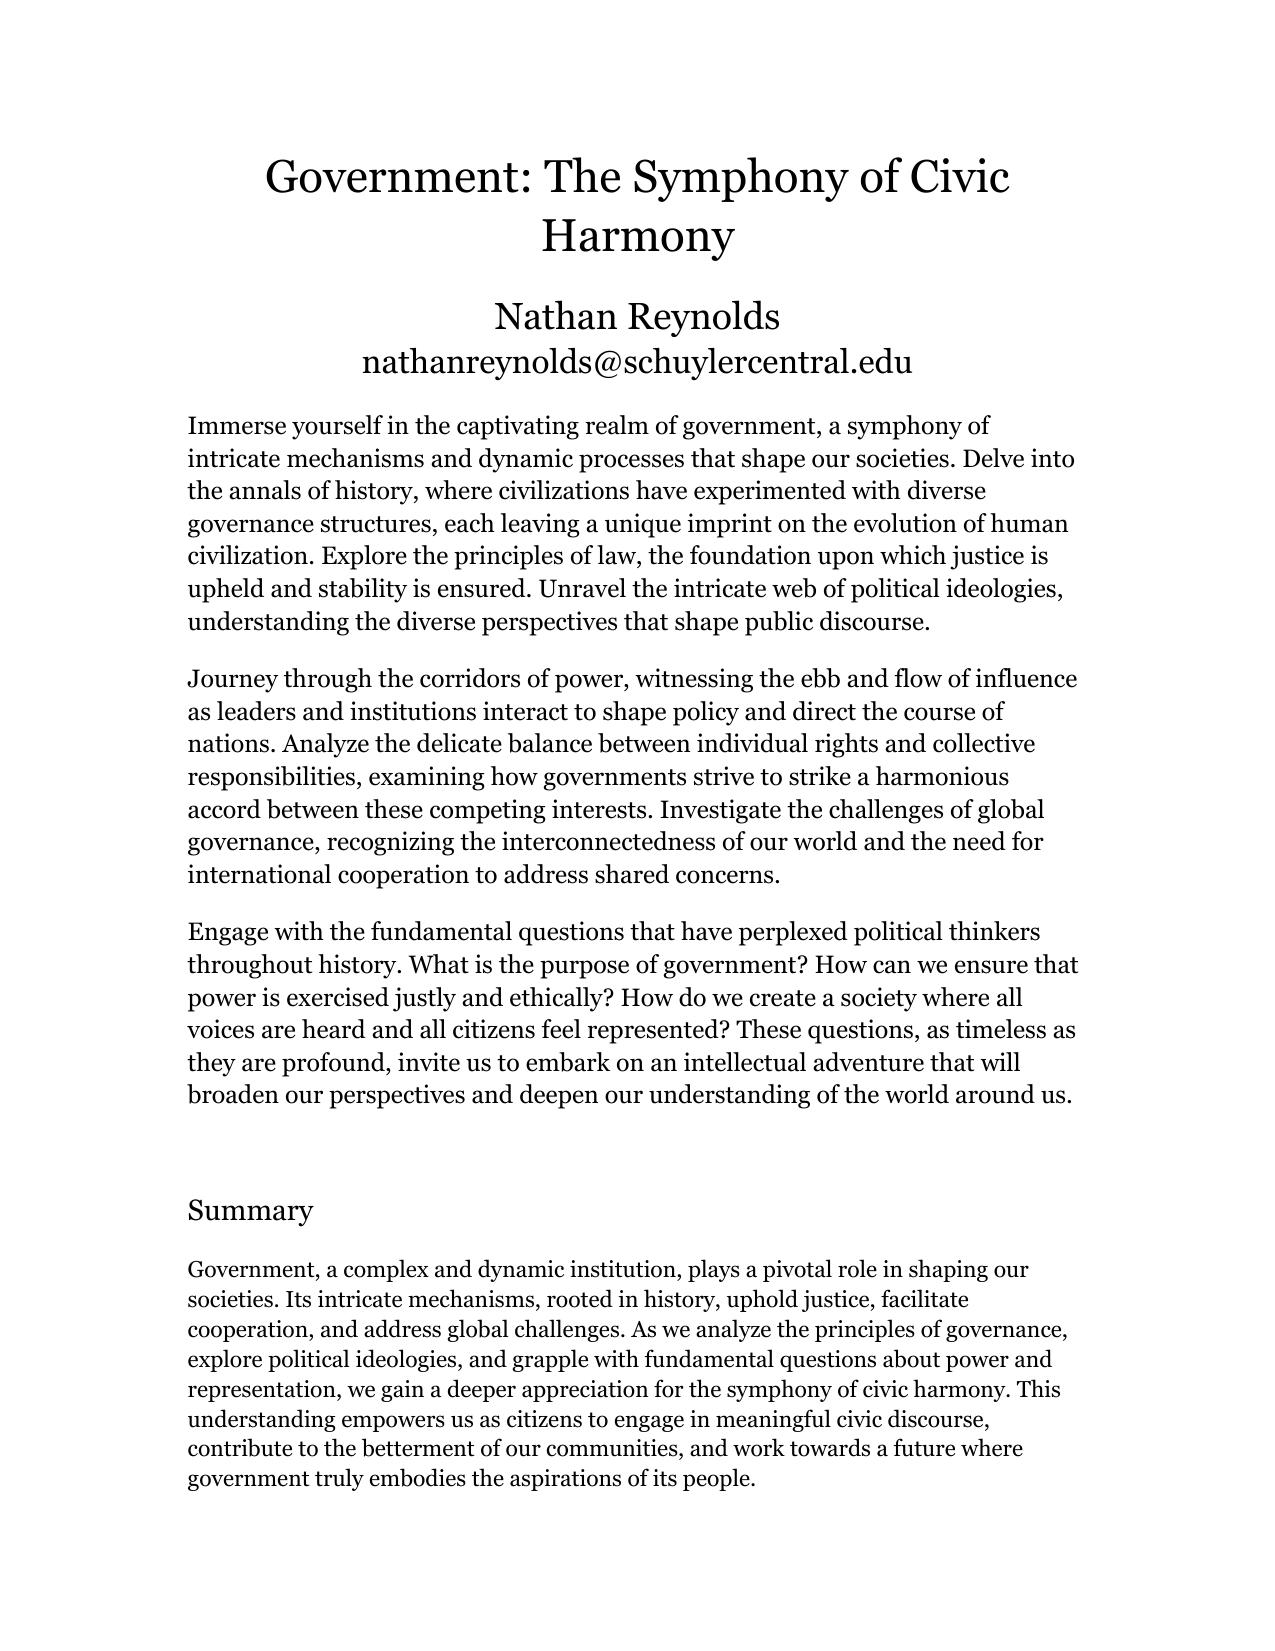 Government: The Symphony of Civic
Harmony
Nathan Reynolds
nathanreynolds@schuylercentral.edu
Immerse yourself in the captivating realm of government, a symphony of
intricate mechanisms and dynamic processes that shape our societies. Delve into
the annals of history, where civilizations have experimented with diverse
governance structures, each leaving a unique imprint on the evolution of human
civilization. Explore the principles of law, the foundation upon which justice is
upheld and stability is ensured. Unravel the intricate web of political ideologies,
understanding the diverse perspectives that shape public discourse.
Journey through the corridors of power, witnessing the ebb and flow of influence
as leaders and institutions interact to shape policy and direct the course of
nations. Analyze the delicate balance between individual rights and collective
responsibilities, examining how governments strive to strike a harmonious
accord between these competing interests. Investigate the challenges of global
governance, recognizing the interconnectedness of our world and the need for
international cooperation to address shared concerns.
Engage with the fundamental questions that have perplexed political thinkers
throughout history. What is the purpose of government? How can we ensure that
power is exercised justly and ethically? How do we create a society where all
voices are heard and all citizens feel represented? These questions, as timeless as
they are profound, invite us to embark on an intellectual adventure that will
broaden our perspectives and deepen our understanding of the world around us.
Summary
Government, a complex and dynamic institution, plays a pivotal role in shaping our
societies. Its intricate mechanisms, rooted in history, uphold justice, facilitate
cooperation, and address global challenges. As we analyze the principles of governance,
explore political ideologies, and grapple with fundamental questions about power and
representation, we gain a deeper appreciation for the symphony of civic harmony. This
understanding empowers us as citizens to engage in meaningful civic discourse,
contribute to the betterment of our communities, and work towards a future where
government truly embodies the aspirations of its people.